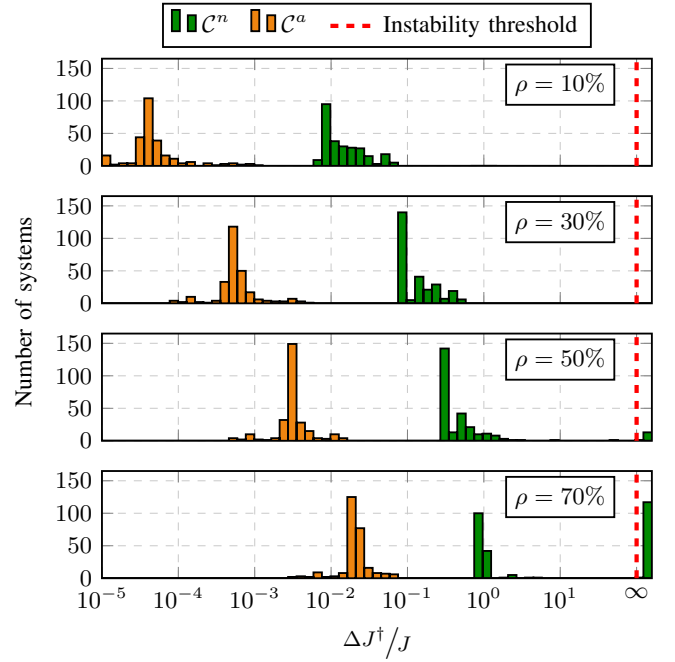 𝒞ⁿ 𝒞ᵃ Instability threshold
150
100
50
0
ρ = 10%
150
100
50
0
ρ = 30%
Number of systems
150
100
50
0
ρ = 50%
150
100
50
0
ρ = 70%
10⁻⁵ 10⁻⁴ 10⁻³ 10⁻² 10⁻¹ 10⁰ 10¹ ∞
ΔJ†/J